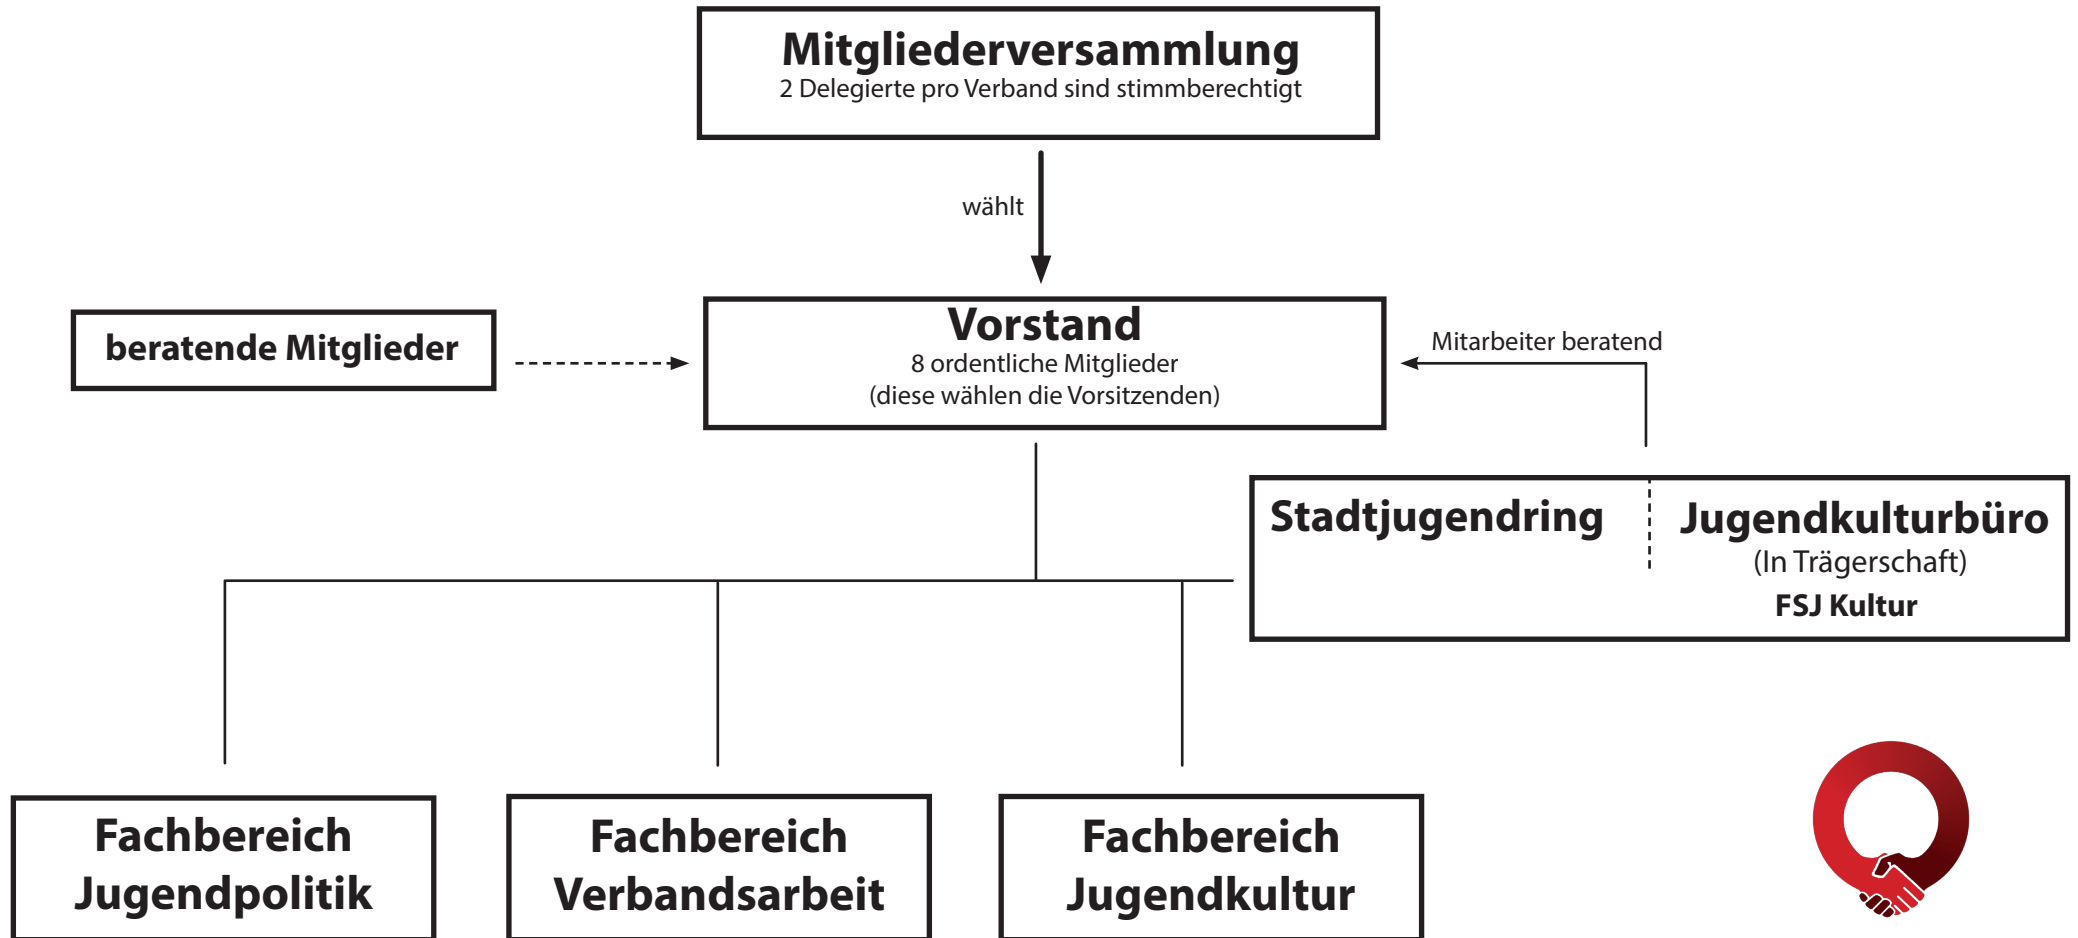 Mitgliederversammlung
2 Delegierte pro Verband sind stimmberechtigt
wählt
beratende Mitglieder
Vorstand
8 ordentliche Mitglieder
(diese wählen die Vorsitzenden)
Mitarbeiter beratend
Stadtjugendring
Jugendkulturbüro
(In Trägerschaft)
FSJ Kultur
Fachbereich
Jugendpolitik
Fachbereich
Verbandsarbeit
Fachbereich
Jugendkultur